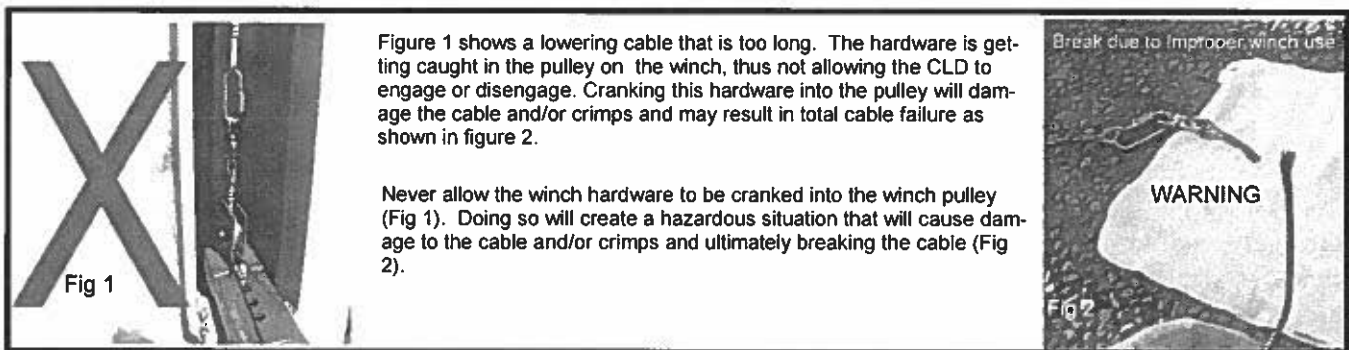 Figure 1 shows a lowering cable that is too long. The hardware is get-
ting caught in the pulley on the winch, thus not allowing the CLD to
engage or disengage. Cranking this hardware into the pulley will dam-
age the cable and/or crimps and may result in total cable failure as
shown in figure 2.
Never allow the winch hardware to be cranked into the winch pulley
(Fig 1). Doing so will create a hazardous situation that will cause dam-
age to the cable and/or crimps and ultimately breaking the cable (Fig
2).
Fig 1
Break due to Improper winch use
WARNING
Fig 2